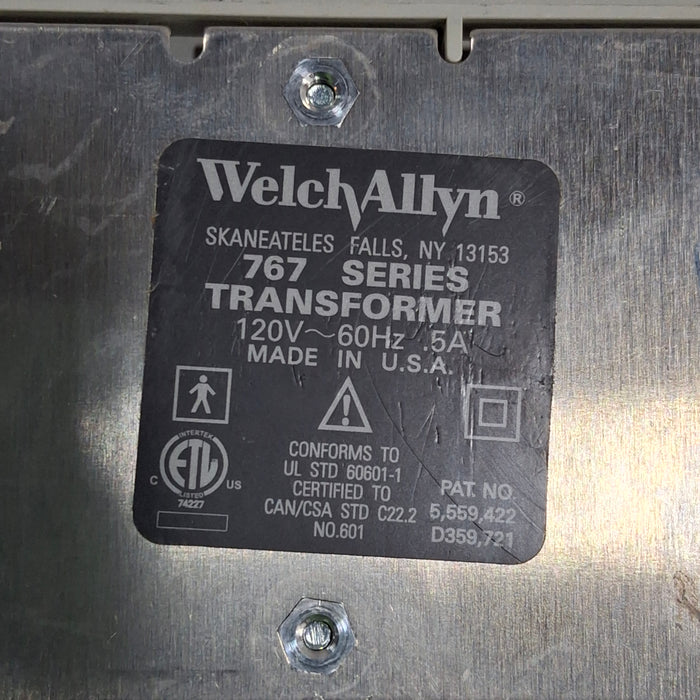 WelchAllyn®
SKANEATELES FALLS, NY 13153
767 SERIES
TRANSFORMER
120V~60Hz .5A
MADE IN U.S.A.
INTERTEK
ETL
C US
LISTED
74227
CONFORMS TO
UL STD 60601-1
CERTIFIED TO
CAN/CSA STD C22.2
NO.601
PAT. NO.
5,559,422
D359,721